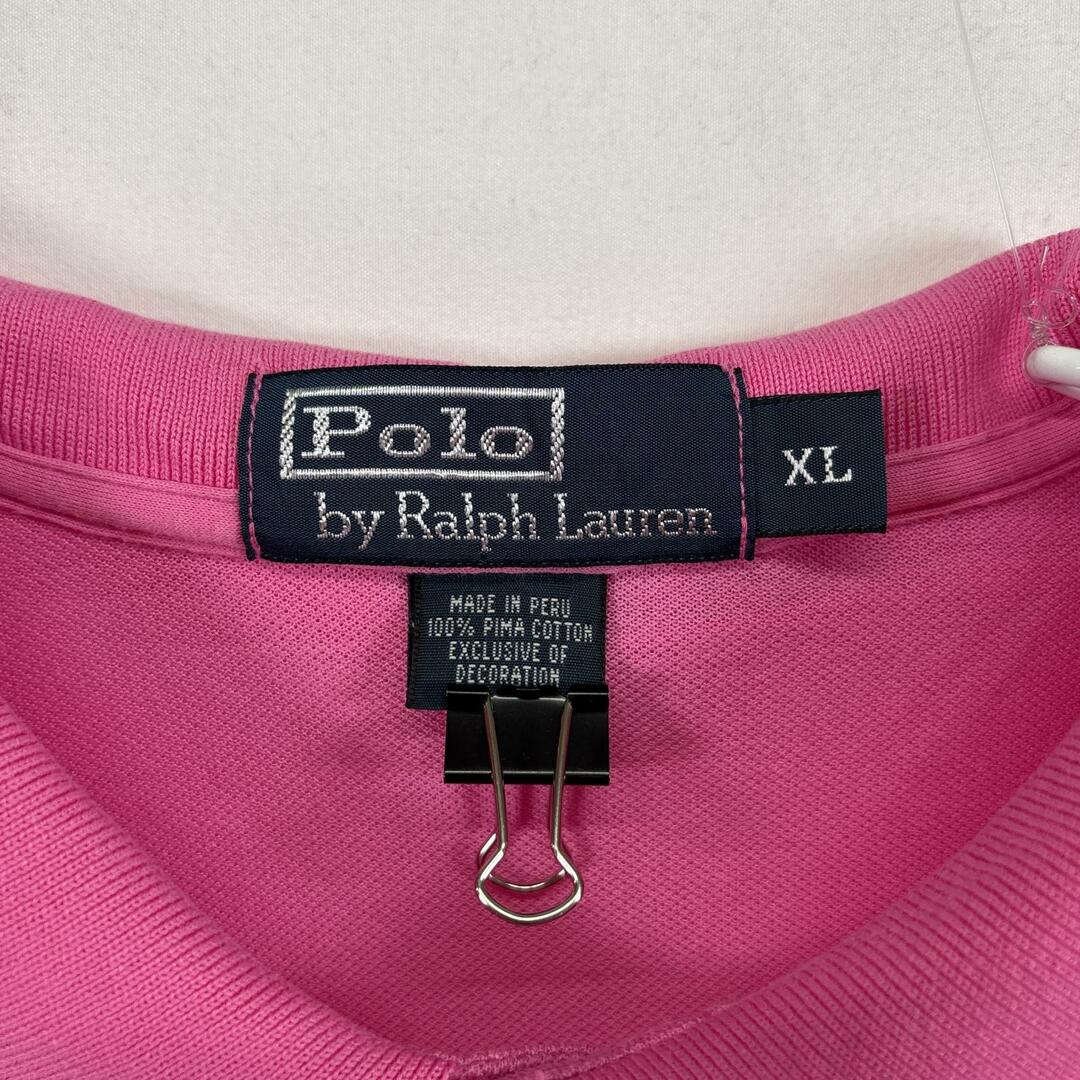 Polo
by Ralph Lauren
XL
MADE IN PERU
100% PIMA COTTON
EXCLUSIVE OF
DECORATION